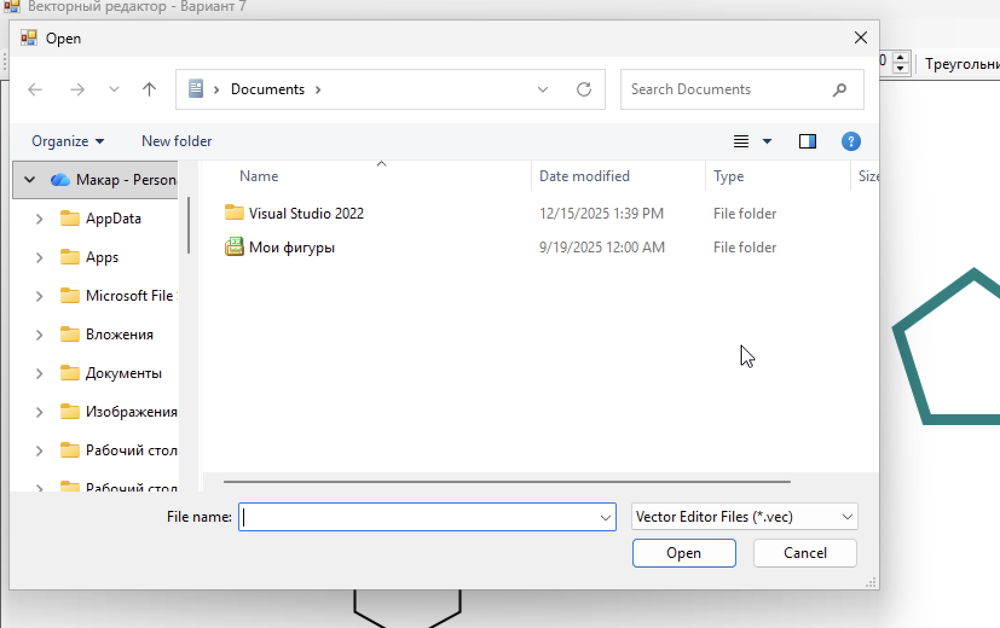 Векторный редактор - Вариант 7
Open
0
Треугольни
Documents
Search Documents
Organize
New folder
?
Макар - Person
Name
Date modified
Type
Size
AppData
Visual Studio 2022
12/15/2025 1:39 PM
File folder
Apps
Мои фигуры
9/19/2025 12:00 AM
File folder
Microsoft File
Вложения
Документы
Изображения
Рабочий стол
Рабочий стол
File name:
Vector Editor Files (*.vec)
Open
Cancel